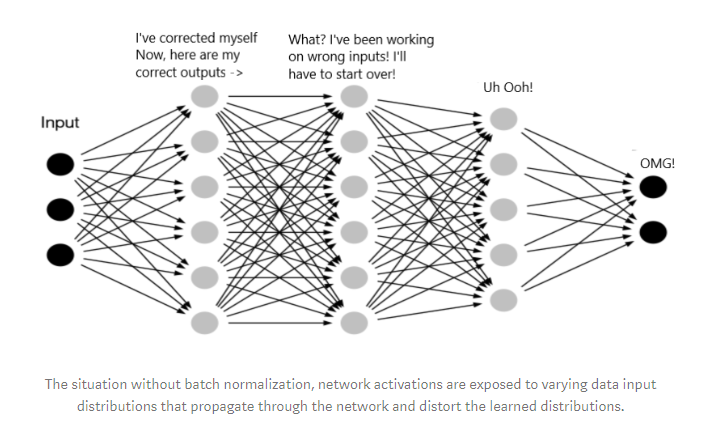 I've corrected myself
Now, here are my
correct outputs ->
What? I've been working
on wrong inputs! I'll
have to start over!
Uh Ooh!
Input
OMG!
The situation without batch normalization, network activations are exposed to varying data input
distributions that propagate through the network and distort the learned distributions.